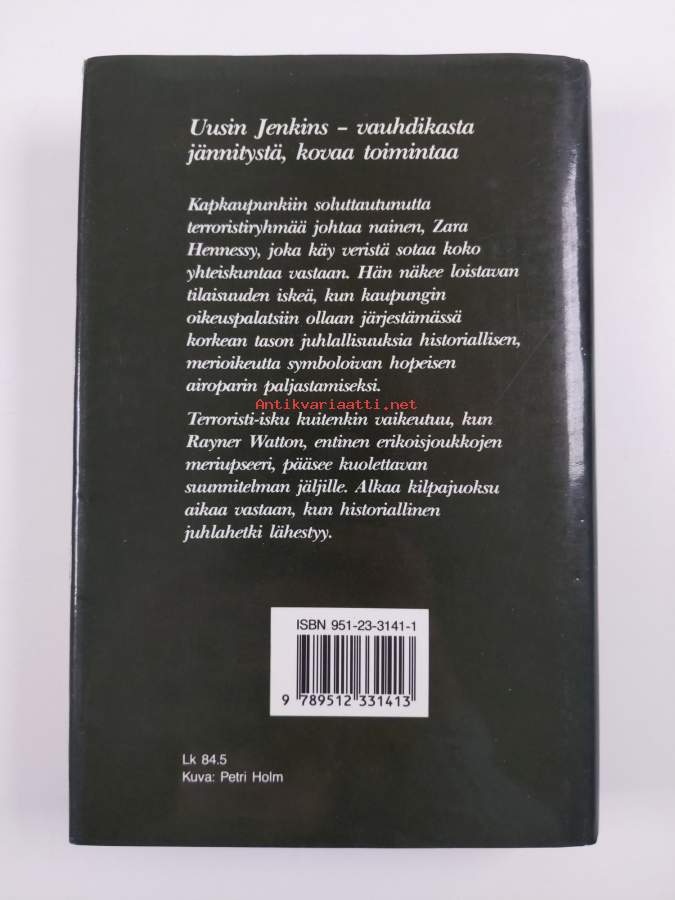 Uusin Jenkins – vauhdikasta
jännitystä, kovaa toimintaa
Kapkaupunkiin soluttautunutta
terroristiryhmää johtaa nainen, Zara
Hennessy, joka käy veristä sotaa koko
yhteiskuntaa vastaan. Hän näkee loistavan
tilaisuuden iskeä, kun kaupungin
oikeuspalatsiin ollaan järjestämässä
korkean tason juhlallisuuksia historiallisen,
merioikeutta symboloivan hopeisen
airoparin paljastamiseksi.
Antikvariaatti.net
Terroristi-isku kuitenkin vaikeutuu, kun
Rayner Watton, entinen erikoisjoukkojen
meriupseeri, pääsee kuolettavan
suunnitelman jäljille. Alkaa kilpajuoksu
aikaa vastaan, kun historiallinen
juhlahetki lähestyy.
ISBN 951-23-3141-1
9 789512 331413
Lk 84.5
Kuva: Petri Holm